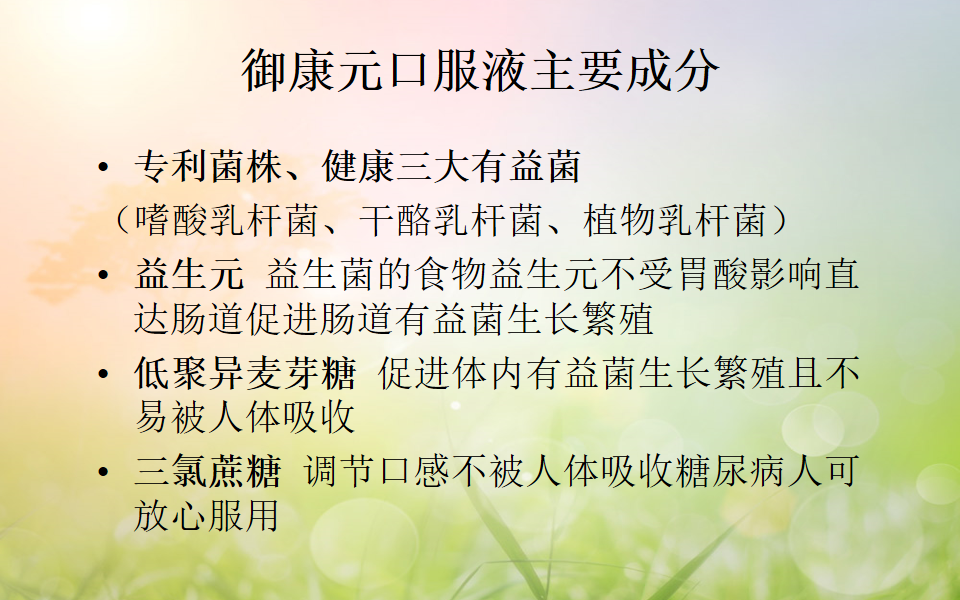 御康元口服液主要成分
• 专利菌株、健康三大有益菌
（嗜酸乳杆菌、干酪乳杆菌、植物乳杆菌）
• 益生元 益生菌的食物益生元不受胃酸影响直
达肠道促进肠道有益菌生长繁殖
• 低聚异麦芽糖 促进体内有益菌生长繁殖且不
易被人体吸收
• 三氯蔗糖 调节口感不被人体吸收糖尿病人可
放心服用